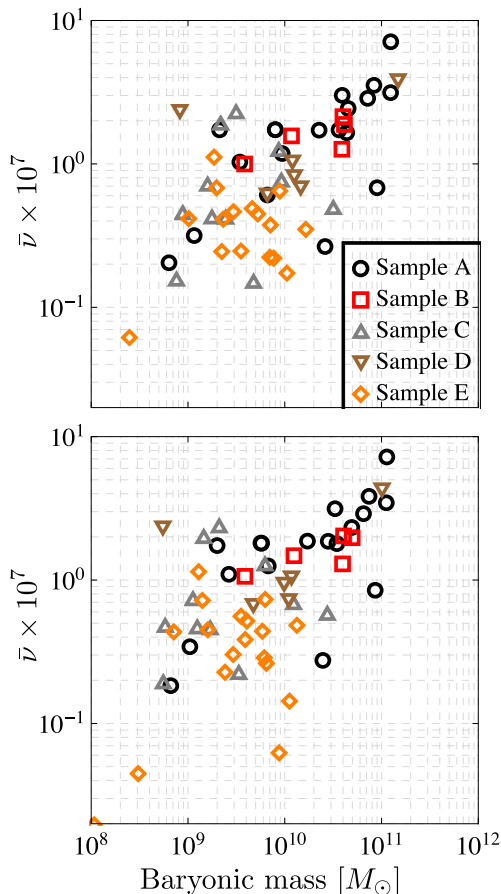 10^1
10^0
10^{-1}
ν̄ × 10^7
Sample A
Sample B
Sample C
Sample D
Sample E
10^1
10^0
10^{-1}
ν̄ × 10^7
10^8 10^9 10^{10} 10^{11} 10^{12}
Baryonic mass [M_⊙]